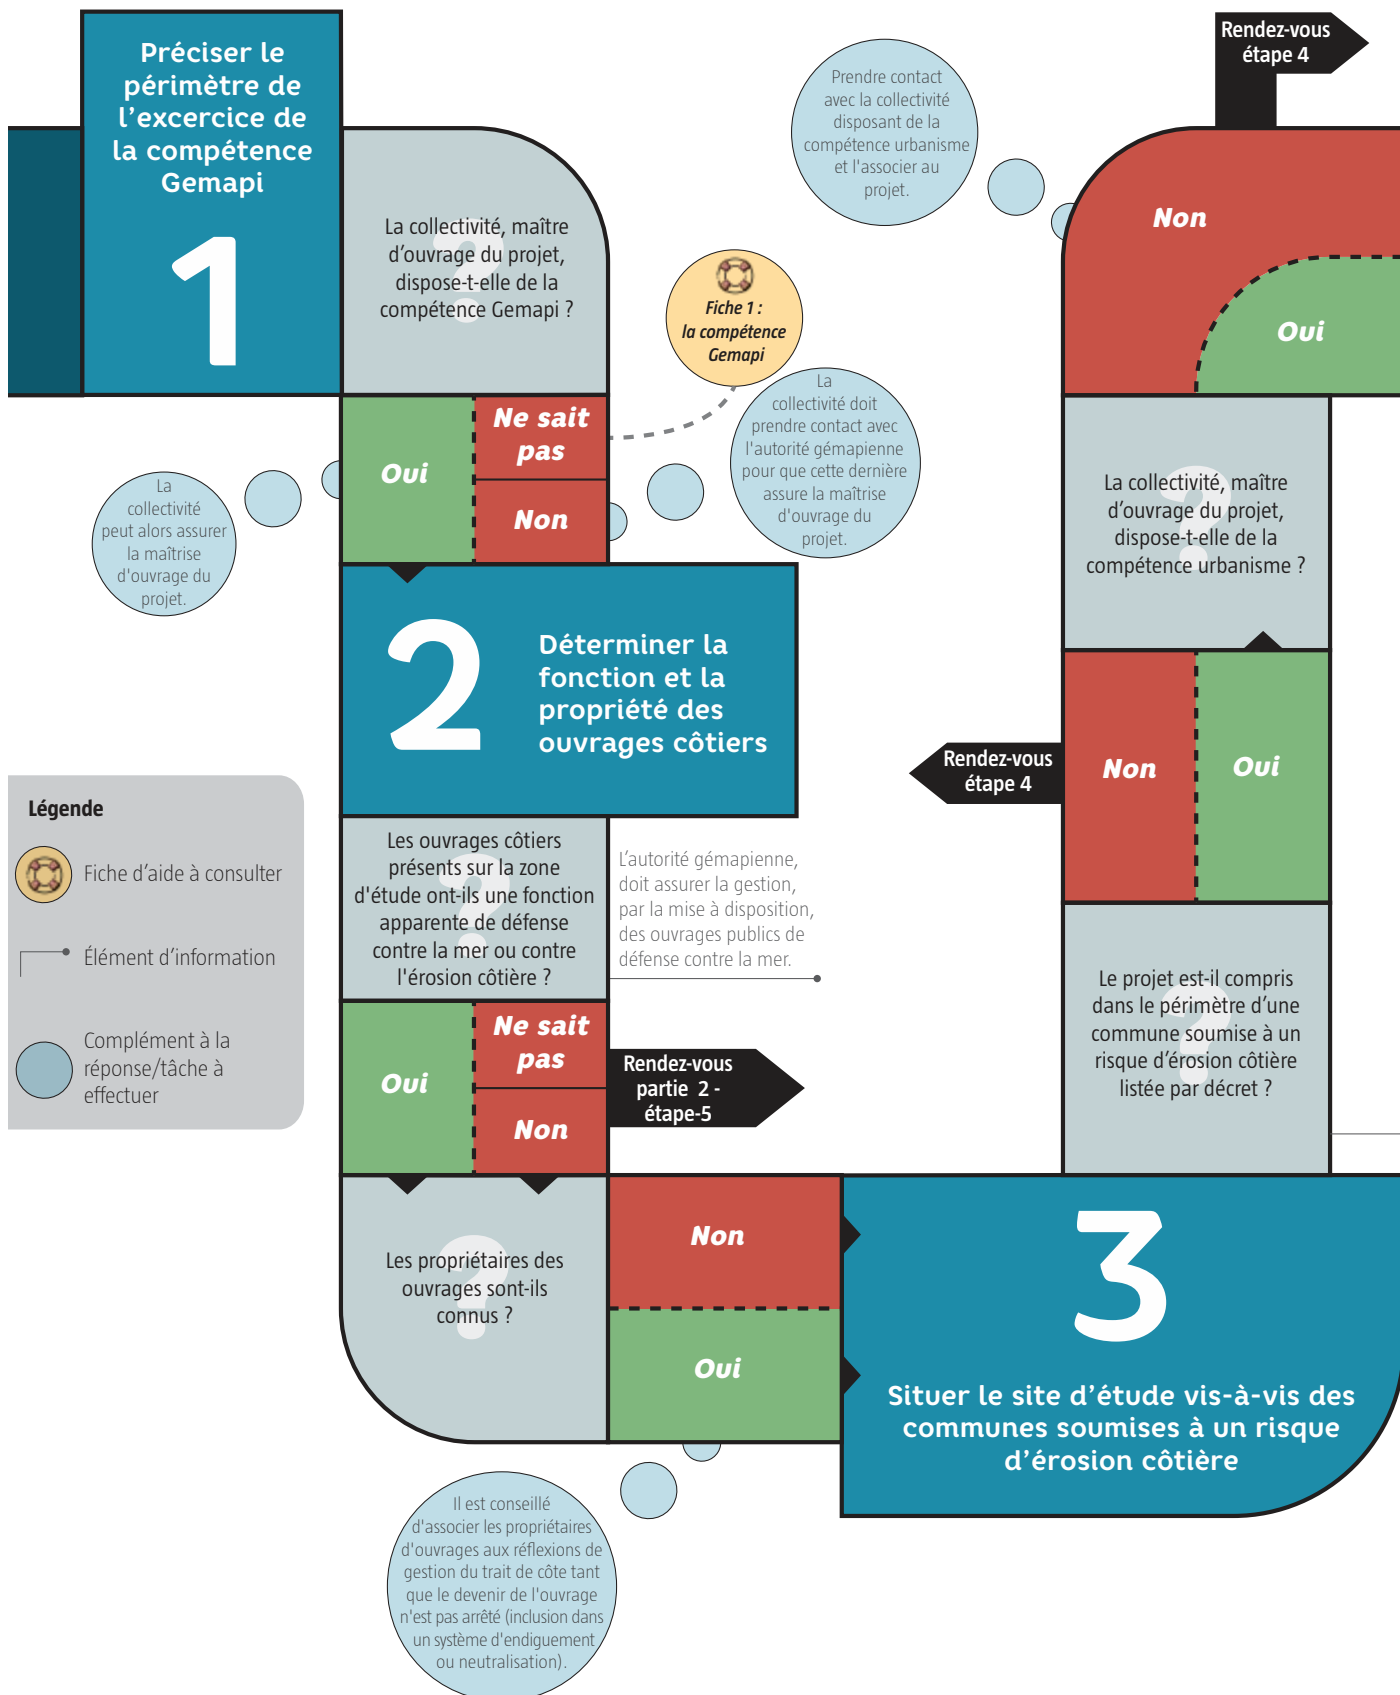 Préciser le
périmètre de
l'excercice de
la compétence
Gemapi
1
La collectivité, maître
d'ouvrage du projet,
dispose-t-elle de la
compétence Gemapi ?
Fiche 1 :
la compétence
Gemapi
Oui
Ne sait
pas
Non
La
collectivité
peut alors assurer
la maîtrise
d'ouvrage du
projet.
La
collectivité doit
prendre contact avec
l'autorité gémapienne
pour que cette dernière
assure la maîtrise
d'ouvrage du
projet.
2
Déterminer la
fonction et la
propriété des
ouvrages côtiers
Légende
Fiche d'aide à consulter
Élément d'information
Complément à la
réponse/tâche à
effectuer
Les ouvrages côtiers
présents sur la zone
d'étude ont-ils une fonction
apparente de défense
contre la mer ou contre
l'érosion côtière ?
L'autorité gémapienne,
doit assurer la gestion,
par la mise à disposition,
des ouvrages publics de
défense contre la mer.
Oui
Ne sait
pas
Non
Rendez-vous
partie 2 -
étape-5
Les propriétaires des
ouvrages sont-ils
connus ?
Non
Oui
Il est conseillé
d'associer les propriétaires
d'ouvrages aux réflexions de
gestion du trait de côte tant
que le devenir de l'ouvrage
n'est pas arrêté (inclusion dans
un système d'endiguement
ou neutralisation).
3
Situer le site d'étude vis-à-vis des
communes soumises à un risque
d'érosion côtière
Le projet est-il compris
dans le périmètre d'une
commune soumise à un
risque d'érosion côtière
listée par décret ?
Non
Oui
Rendez-vous
étape 4
La collectivité, maître
d'ouvrage du projet,
dispose-t-elle de la
compétence urbanisme ?
Non
Oui
Prendre contact
avec la collectivité
disposant de la
compétence urbanisme
et l'associer au
projet.
Rendez-vous
étape 4